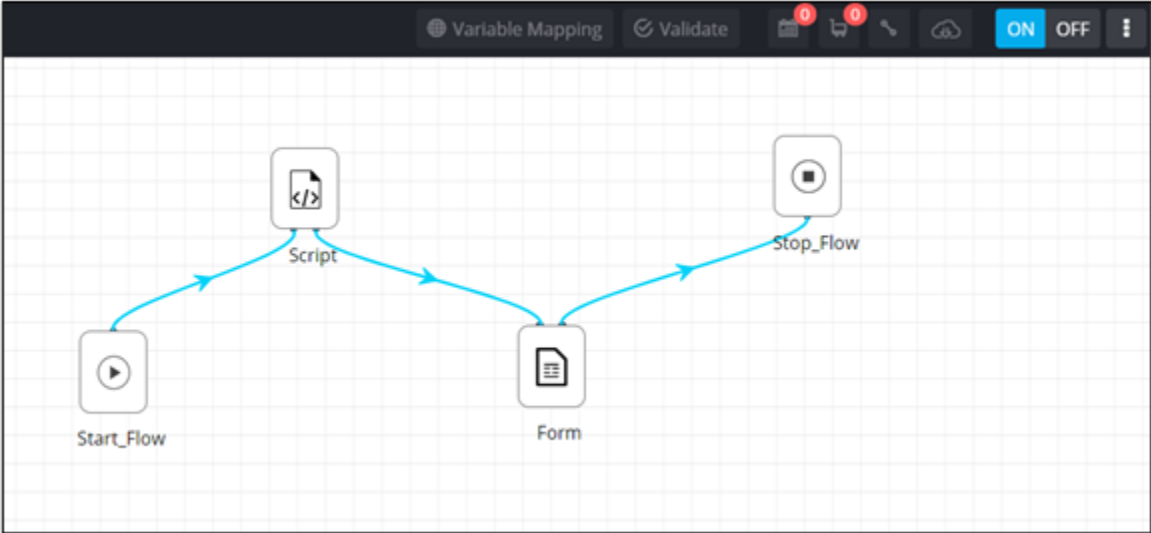 Variable Mapping Validate 0 0 ON OFF
</>
Script
Stop_Flow
Start_Flow
Form